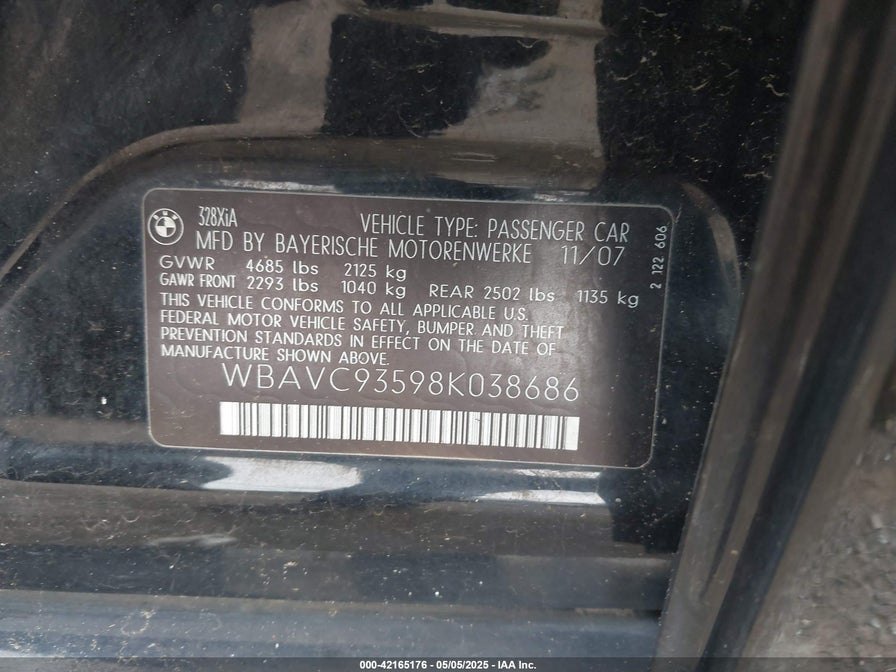 BMW
328XiA
VEHICLE TYPE: PASSENGER CAR
MFD BY BAYERISCHE MOTORENWERKE 11/07
GVWR 4685 lbs 2125 kg
GAWR FRONT 2293 lbs 1040 kg REAR 2502 lbs 1135 kg
THIS VEHICLE CONFORMS TO ALL APPLICABLE U.S.
FEDERAL MOTOR VEHICLE SAFETY, BUMPER AND THEFT
PREVENTION STANDARDS IN EFFECT ON THE DATE OF
MANUFACTURE SHOWN ABOVE.
WBAVC93598K038686
2 122 606
000-42165176 - 05/05/2025 - IAA Inc.